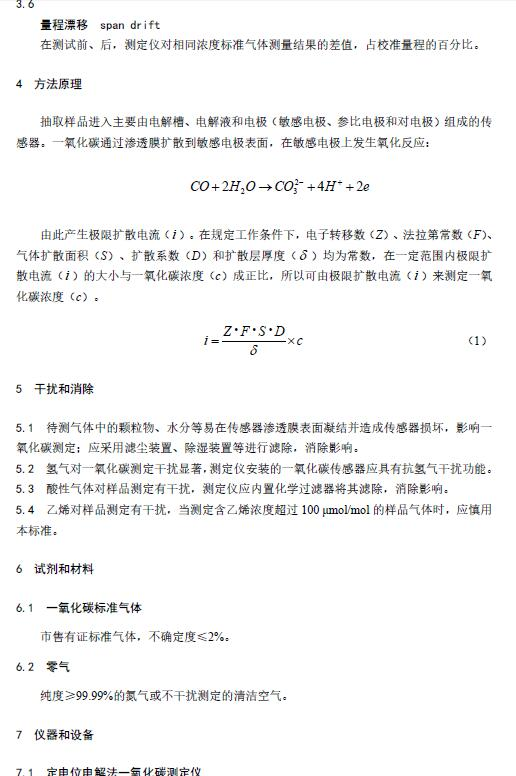 3.6
量程漂移 span drift
在测试前、后，测定仪对相同浓度标准气体测量结果的差值，占校准量程的百分比。
4 方法原理
抽取样品进入主要由电解槽、电解液和电极（敏感电极、参比电极和对电极）组成的传
感器。一氧化碳通过渗透膜扩散到敏感电极表面，在敏感电极上发生氧化反应：
CO+2H₂O→CO₃²⁻+4H⁺+2e
由此产生极限扩散电流（i）。在规定工作条件下，电子转移数（Z）、法拉第常数（F）、
气体扩散面积（S）、扩散系数（D）和扩散层厚度（δ）均为常数，在一定范围内极限扩
散电流（i）的大小与一氧化碳浓度（c）成正比，所以可由极限扩散电流（i）来测定一氧
化碳浓度（c）。
i=Z·F·S·D/δ×c （1）
5 干扰和消除
5.1 待测气体中的颗粒物、水分等易在传感器渗透膜表面凝结并造成传感器损坏，影响一
氧化碳测定；应采用滤尘装置、除湿装置等进行滤除，消除影响。
5.2 氢气对一氧化碳测定干扰显著，测定仪安装的一氧化碳传感器应具有抗氢气干扰功能。
5.3 酸性气体对样品测定有干扰，测定仪应内置化学过滤器将其滤除，消除影响。
5.4 乙烯对样品测定有干扰，当测定含乙烯浓度超过 100 μmol/mol 的样品气体时，应慎用
本标准。
6 试剂和材料
6.1 一氧化碳标准气体
市售有证标准气体，不确定度≤2%。
6.2 零气
纯度≥99.99%的氮气或不干扰测定的清洁空气。
7 仪器和设备
7.1 定电位电解法一氧化碳测定仪